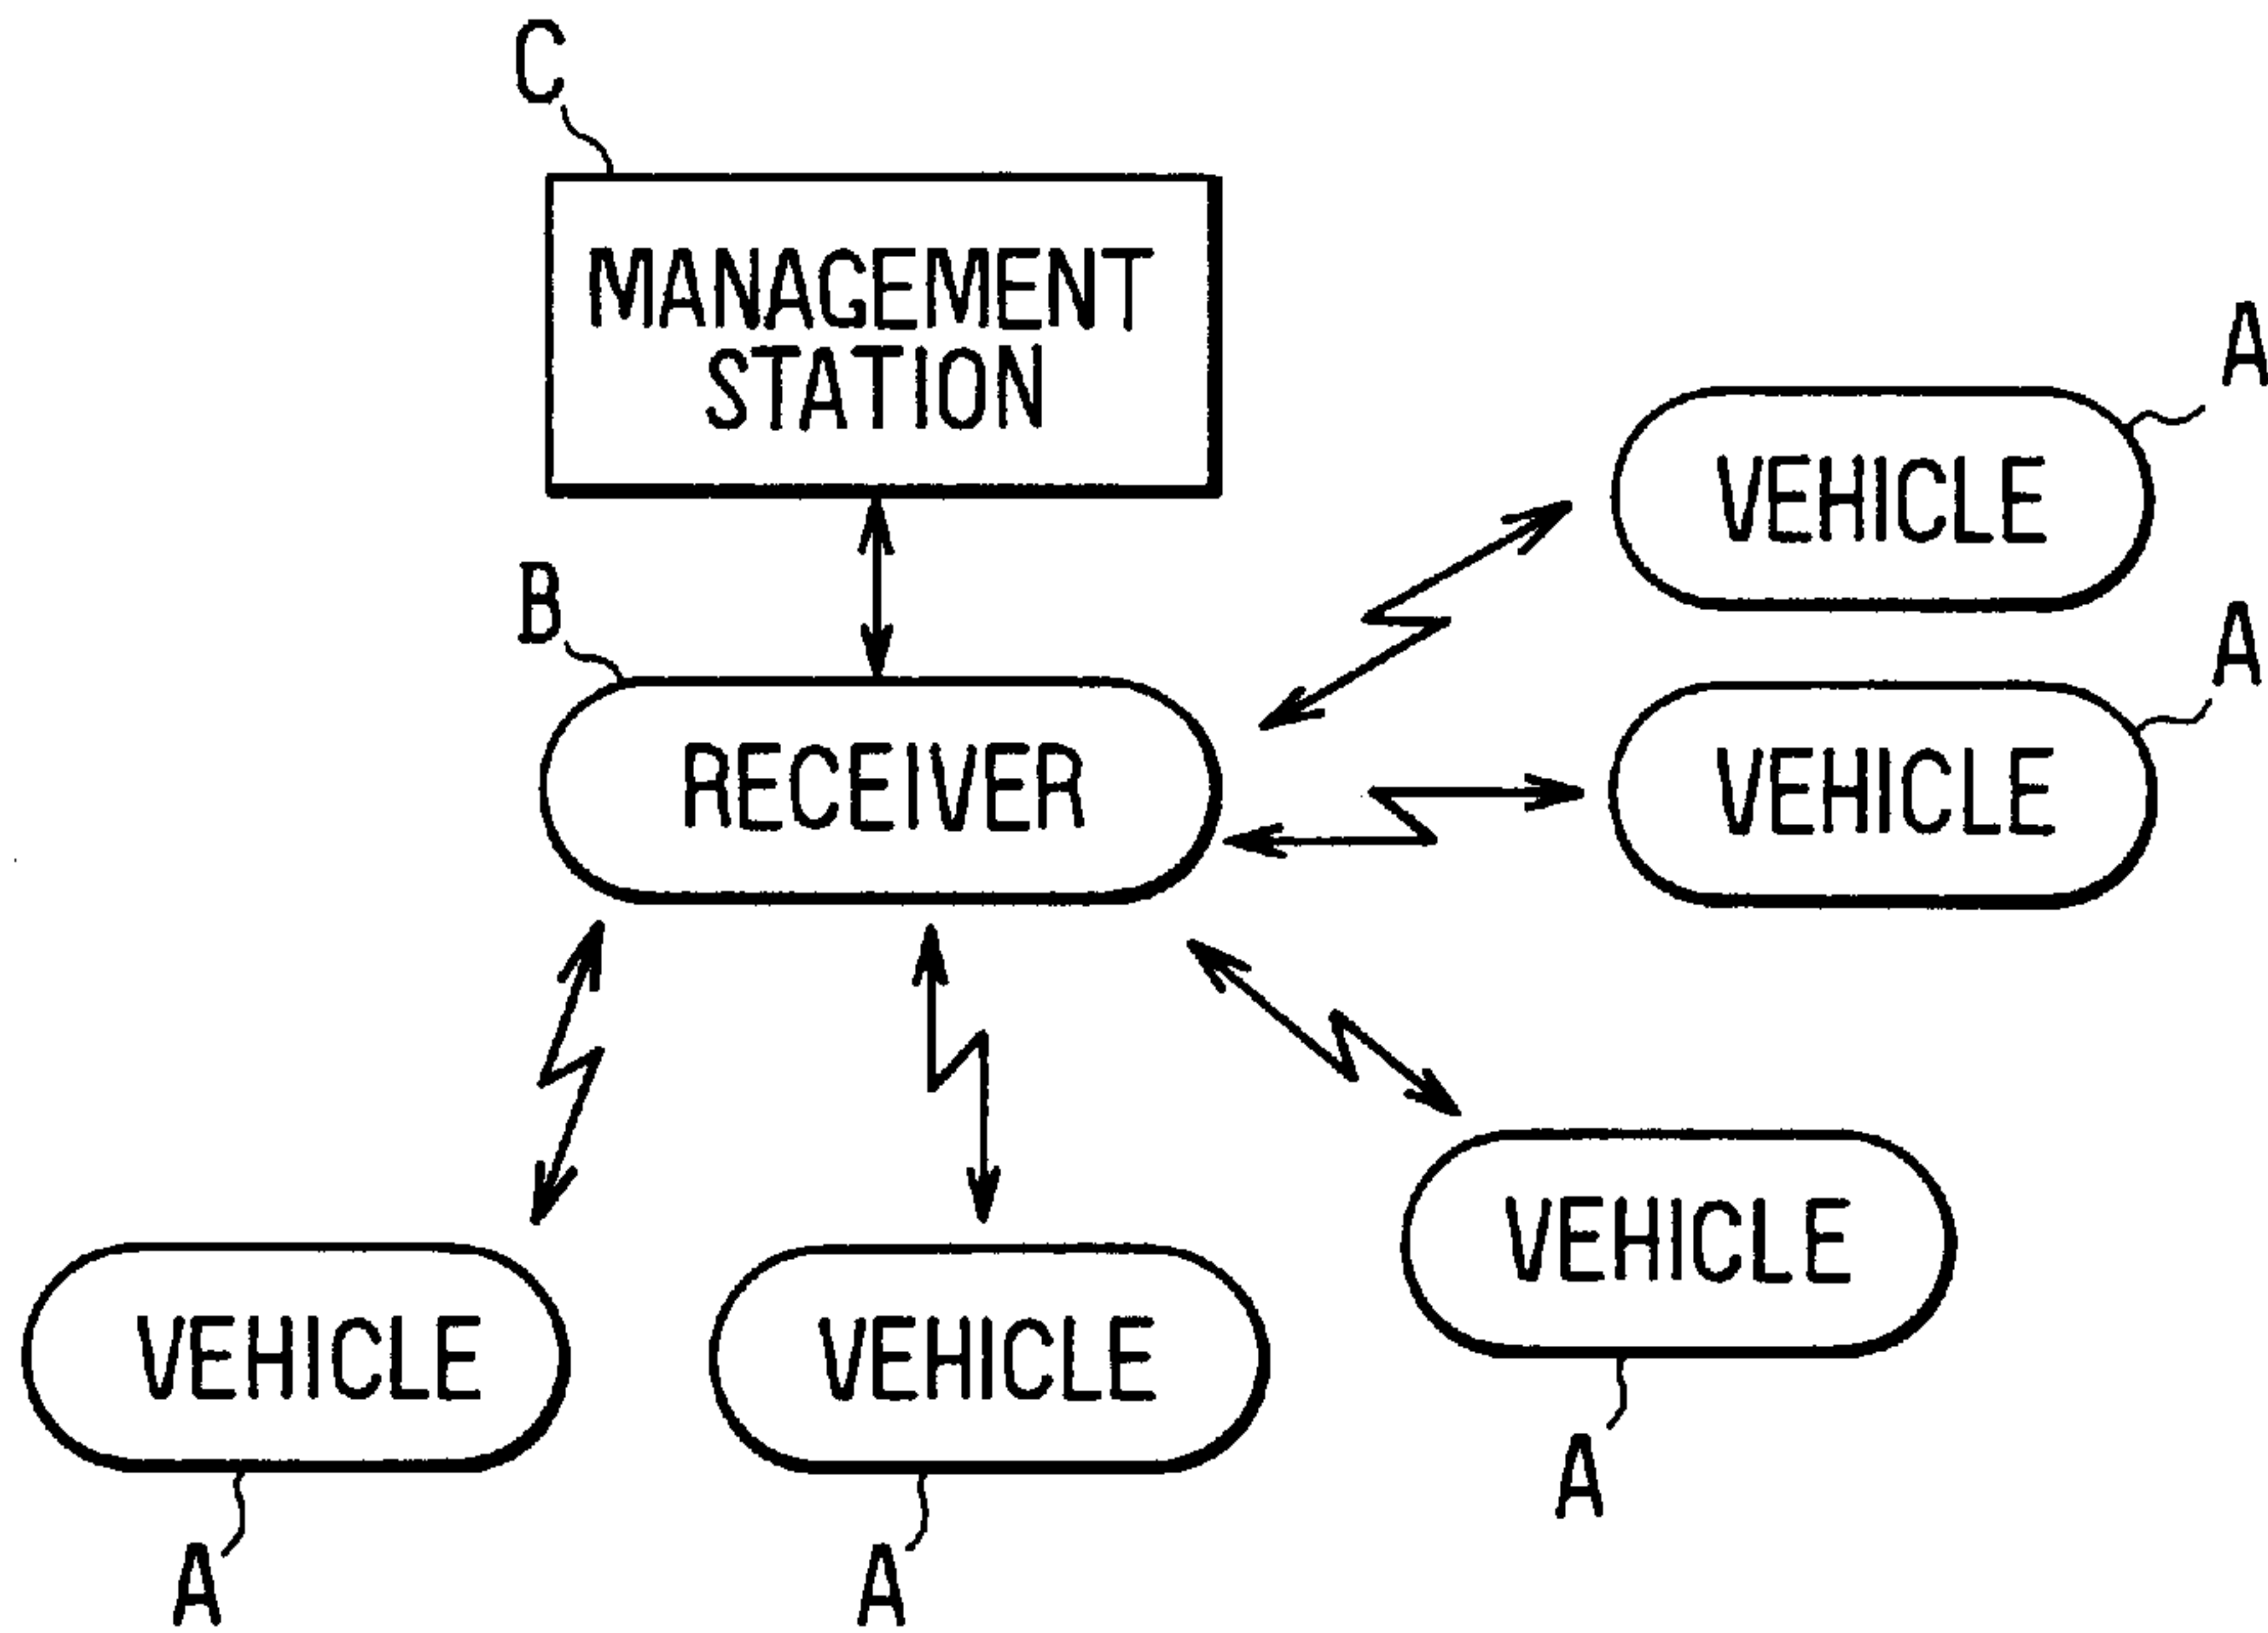 C
MANAGEMENT
STATION
A
VEHICLE
B
A
RECEIVER
VEHICLE
VEHICLE
VEHICLE
VEHICLE
A
A
A